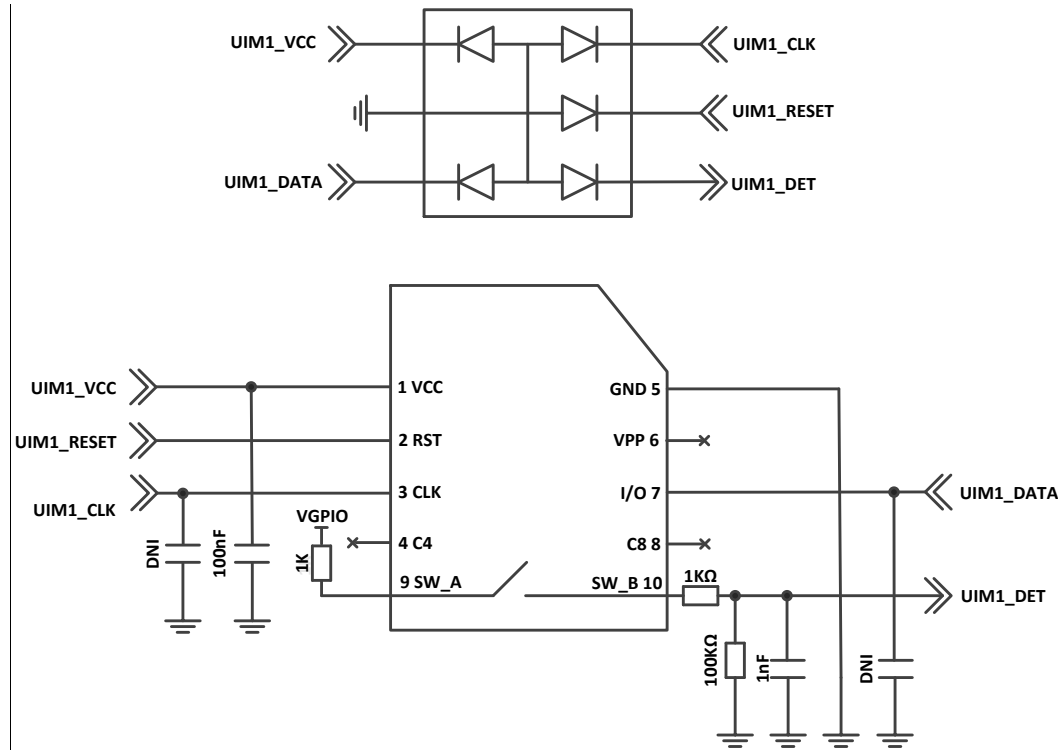 UIM1_VCC
UIM1_CLK
UIM1_RESET
UIM1_DATA
UIM1_DET
UIM1_VCC
1 VCC
GND 5
UIM1_RESET
2 RST
VPP 6
UIM1_CLK
3 CLK
I/O 7
UIM1_DATA
VGPIO
4 C4
C8 8
DNI
100nF
1K
9 SW_A
SW_B 10
1KΩ
UIM1_DET
100KΩ
1nF
DNI